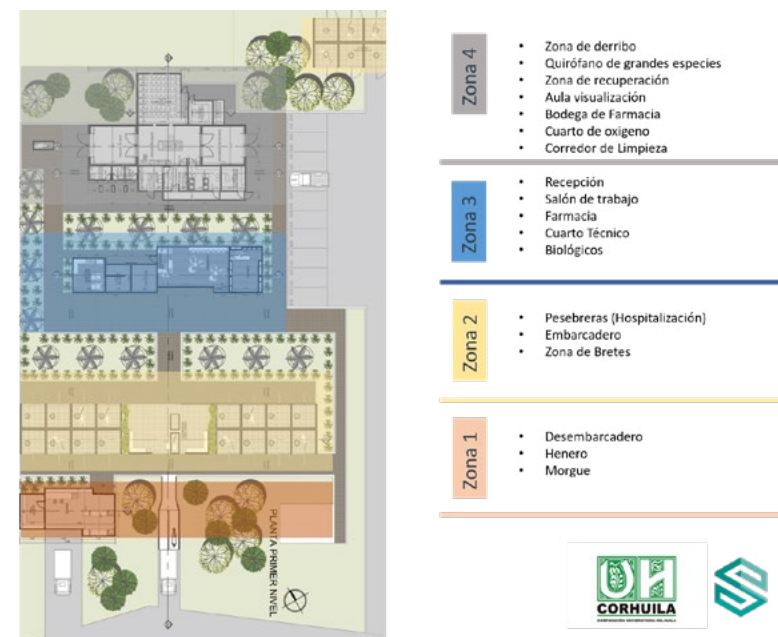 Zona 4
• Zona de derribo
• Quirófano de grandes especies
• Zona de recuperación
• Aula visualización
• Bodega de Farmacia
• Cuarto de oxigeno
• Corredor de Limpieza
Zona 3
• Recepción
• Salón de trabajo
• Farmacia
• Cuarto Técnico
• Biológicos
Zona 2
• Pesebreras (Hospitalización)
• Embarcadero
• Zona de Bretes
Zona 1
• Desembarcadero
• Henero
• Morgue
PLANTA PRIMER NIVEL
UH
CORHUILA